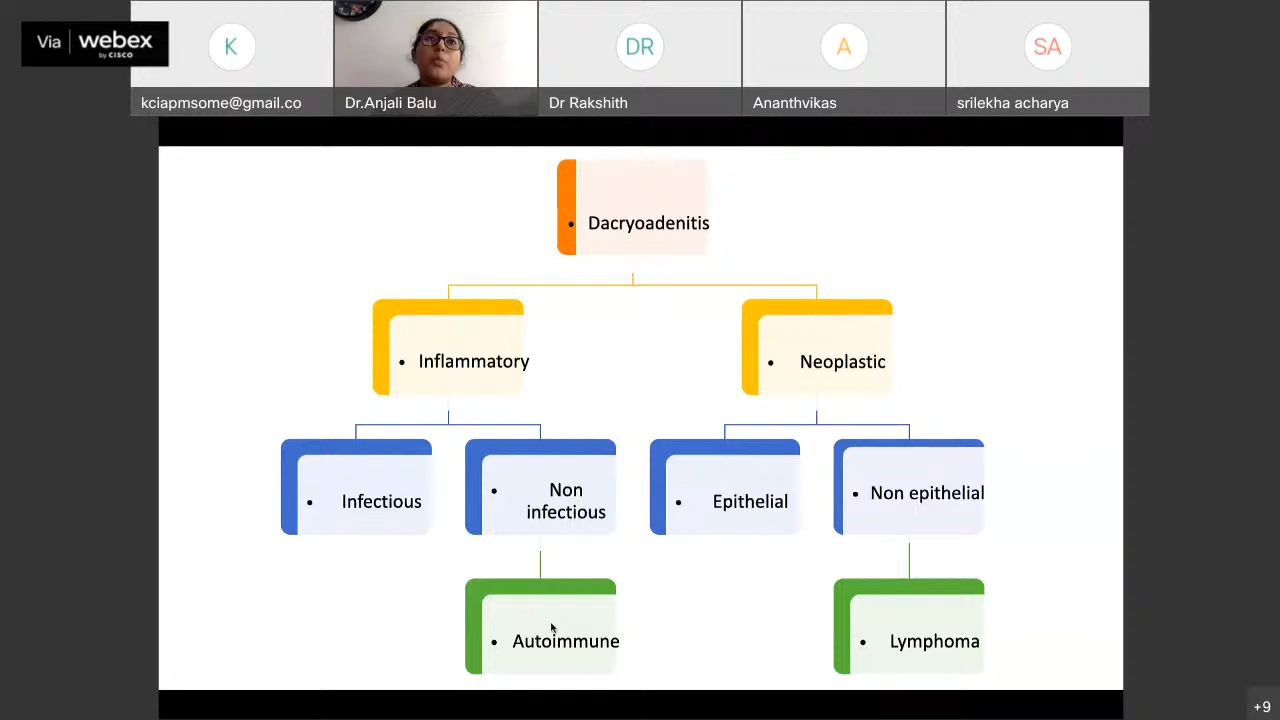 Via webex
by CISCO
K
DR
A
SA
kciapmsome@gmail.co
Dr.Anjali Balu
Dr Rakshith
Ananthvikas
srilekha acharya
• Dacryoadenitis
• Inflammatory
• Neoplastic
• Infectious
• Non
infectious
• Epithelial
• Non epithelial
• Autoimmune
• Lymphoma
+9